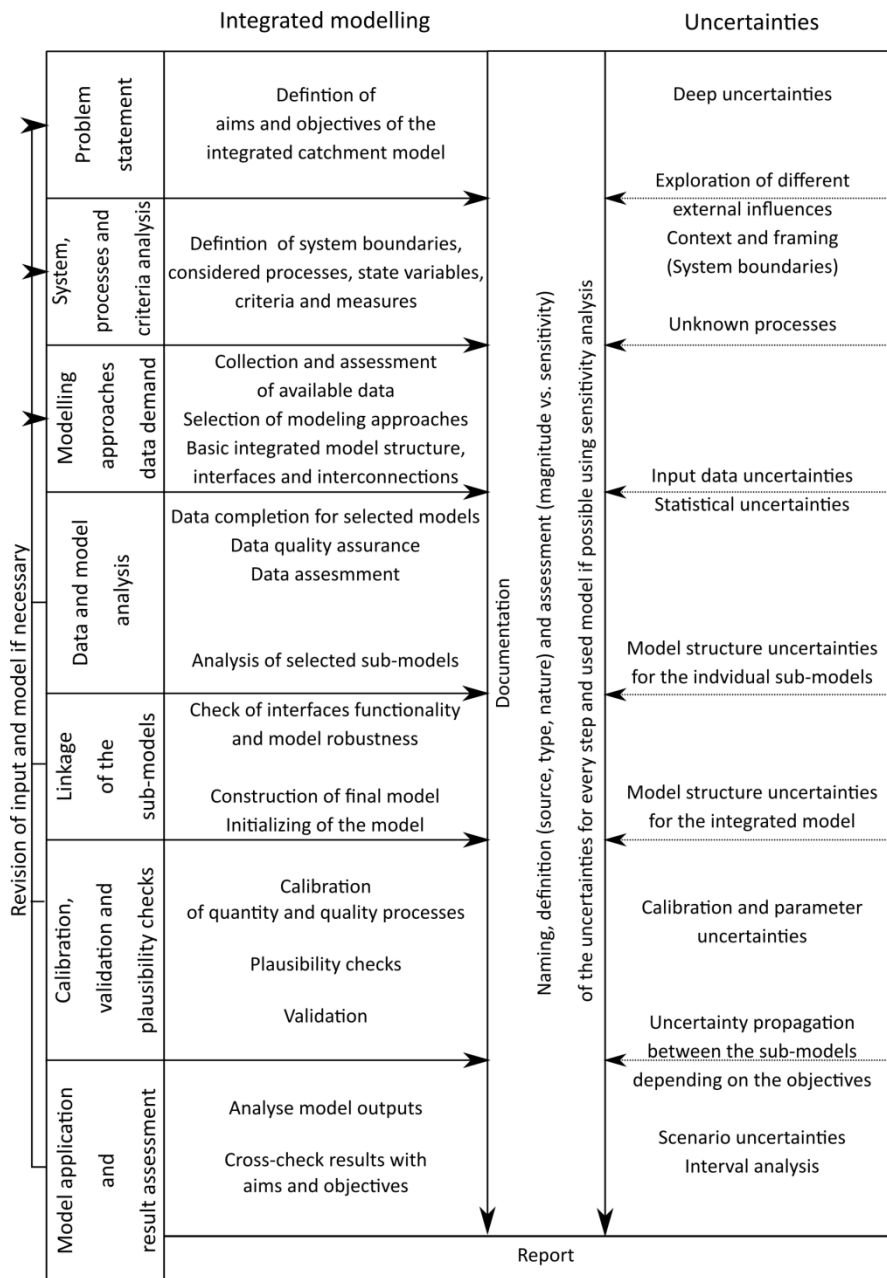 Integrated modelling
Uncertainties
Revision of input and model if necessary
Problem
statement
Defintion of
aims and objectives of the
integrated catchment model
System,
processes and
criteria analysis
Defintion of system boundaries,
considered processes, state variables,
criteria and measures
Modelling
approaches
data demand
Collection and assessment
of available data
Selection of modeling approaches
Basic integrated model structure,
interfaces and interconnections
Data and model
analysis
Data completion for selected models
Data quality assurance
Data assesmment
Analysis of selected sub-models
Linkage
of the
sub-models
Check of interfaces functionality
and model robustness
Construction of final model
Initializing of the model
Calibration,
validation and
plausibility checks
Calibration
of quantity and quality processes
Plausibility checks
Validation
Model application
and
result assessment
Analyse model outputs
Cross-check results with
aims and objectives
Documentation
Naming, definition (source, type, nature) and assessment (magnitude vs. sensitivity)
of the uncertainties for every step and used model if possible using sensitivity analysis
Deep uncertainties
Exploration of different
external influences
Context and framing
(System boundaries)
Unknown processes
Input data uncertainties
Statistical uncertainties
Model structure uncertainties
for the indvidual sub-models
Model structure uncertainties
for the integrated model
Calibration and parameter
uncertainties
Uncertainty propagation
between the sub-models
depending on the objectives
Scenario uncertainties
Interval analysis
Report